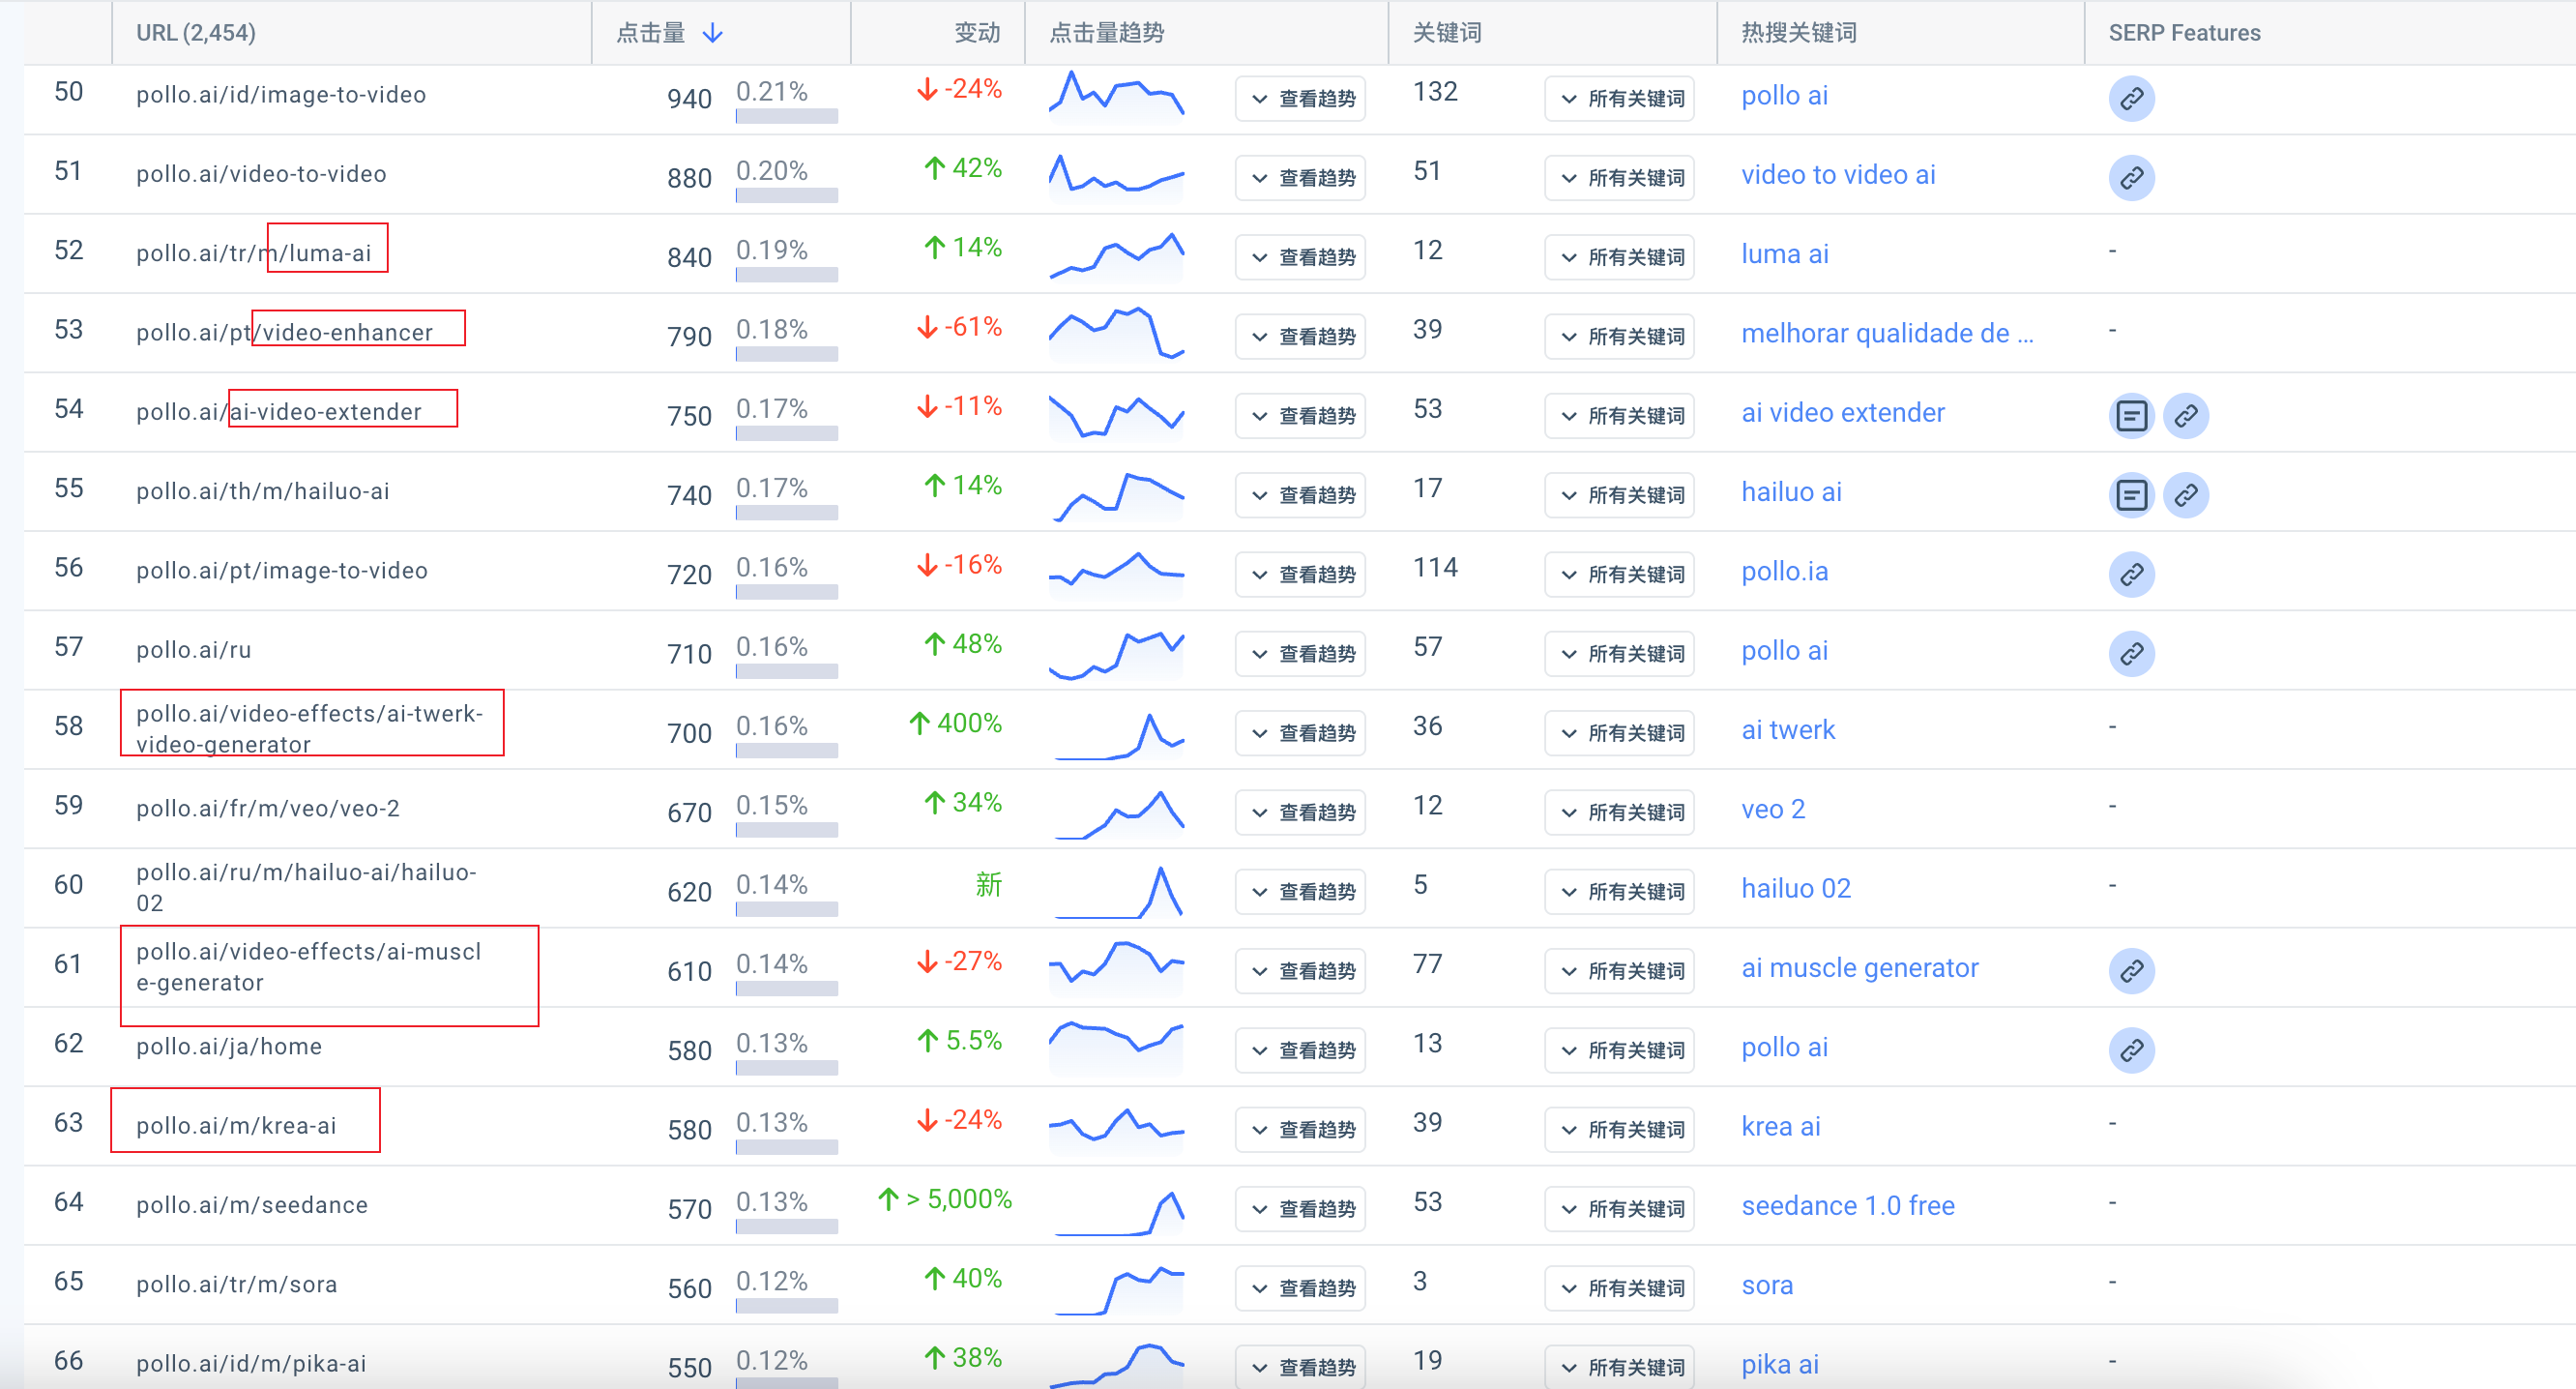 URL (2,454) 点击量 变动 点击量趋势 关键词 热搜关键词 SERP Features
50 pollo.ai/id/image-to-video 940 0.21% -24% 查看趋势 132 所有关键词 pollo ai
51 pollo.ai/video-to-video 880 0.20% 42% 查看趋势 51 所有关键词 video to video ai
52 pollo.ai/tr/m/luma-ai 840 0.19% 14% 查看趋势 12 所有关键词 luma ai -
53 pollo.ai/pt/video-enhancer 790 0.18% -61% 查看趋势 39 所有关键词 melhorar qualidade de ... -
54 pollo.ai/ai-video-extender 750 0.17% -11% 查看趋势 53 所有关键词 ai video extender
55 pollo.ai/th/m/hailuo-ai 740 0.17% 14% 查看趋势 17 所有关键词 hailuo ai
56 pollo.ai/pt/image-to-video 720 0.16% -16% 查看趋势 114 所有关键词 pollo.ia
57 pollo.ai/ru 710 0.16% 48% 查看趋势 57 所有关键词 pollo ai
58 pollo.ai/video-effects/ai-twerk-
video-generator 700 0.16% 400% 查看趋势 36 所有关键词 ai twerk -
59 pollo.ai/fr/m/veo/veo-2 670 0.15% 34% 查看趋势 12 所有关键词 veo 2 -
60 pollo.ai/ru/m/hailuo-ai/hailuo-
02 620 0.14% 新 查看趋势 5 所有关键词 hailuo 02 -
61 pollo.ai/video-effects/ai-muscl
e-generator 610 0.14% -27% 查看趋势 77 所有关键词 ai muscle generator
62 pollo.ai/ja/home 580 0.13% 5.5% 查看趋势 13 所有关键词 pollo ai
63 pollo.ai/m/krea-ai 580 0.13% -24% 查看趋势 39 所有关键词 krea ai -
64 pollo.ai/m/seedance 570 0.13% > 5,000% 查看趋势 53 所有关键词 seedance 1.0 free -
65 pollo.ai/tr/m/sora 560 0.12% 40% 查看趋势 3 所有关键词 sora -
66 pollo.ai/id/m/pika-ai 550 0.12% 38% 查看趋势 19 所有关键词 pika ai -